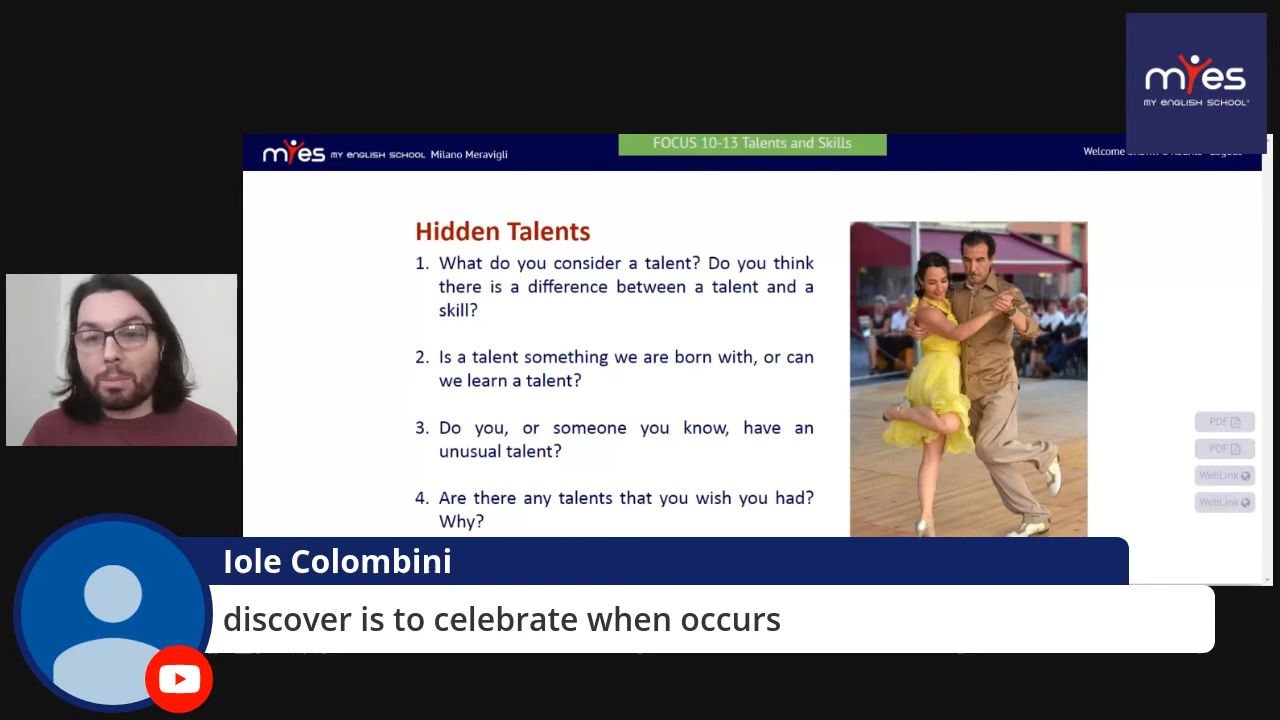 myes
MY ENGLISH SCHOOL
myes MY ENGLISH SCHOOL Milano Meravigli
FOCUS 10-13 Talents and Skills
Welcome
Hidden Talents
1. What do you consider a talent? Do you think
there is a difference between a talent and a
skill?
2. Is a talent something we are born with, or can
we learn a talent?
3. Do you, or someone you know, have an
unusual talent?
4. Are there any talents that you wish you had?
Why?
PDF
PDF
WebLink
WebLink
Iole Colombini
discover is to celebrate when occurs